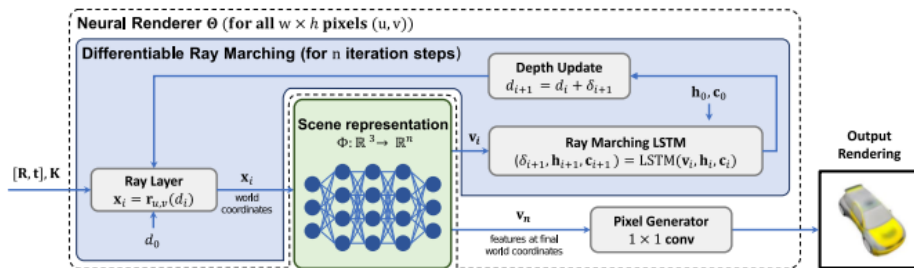 Neural Renderer Θ (for all w × h pixels (u, v))
Differentiable Ray Marching (for n iteration steps)
Depth Update
d_{i+1} = d_i + δ_{i+1}
h_0, c_0
Scene representation
Φ: ℝ^3 → ℝ^n
v_i
Ray Marching LSTM
(δ_{i+1}, h_{i+1}, c_{i+1}) = LSTM(v_i, h_i, c_i)
Output
Rendering
[R, t], K
Ray Layer
x_i = r_{u,v}(d_i)
x_i
world
coordinates
d_0
v_n
features at final
world coordinates
Pixel Generator
1 × 1 conv